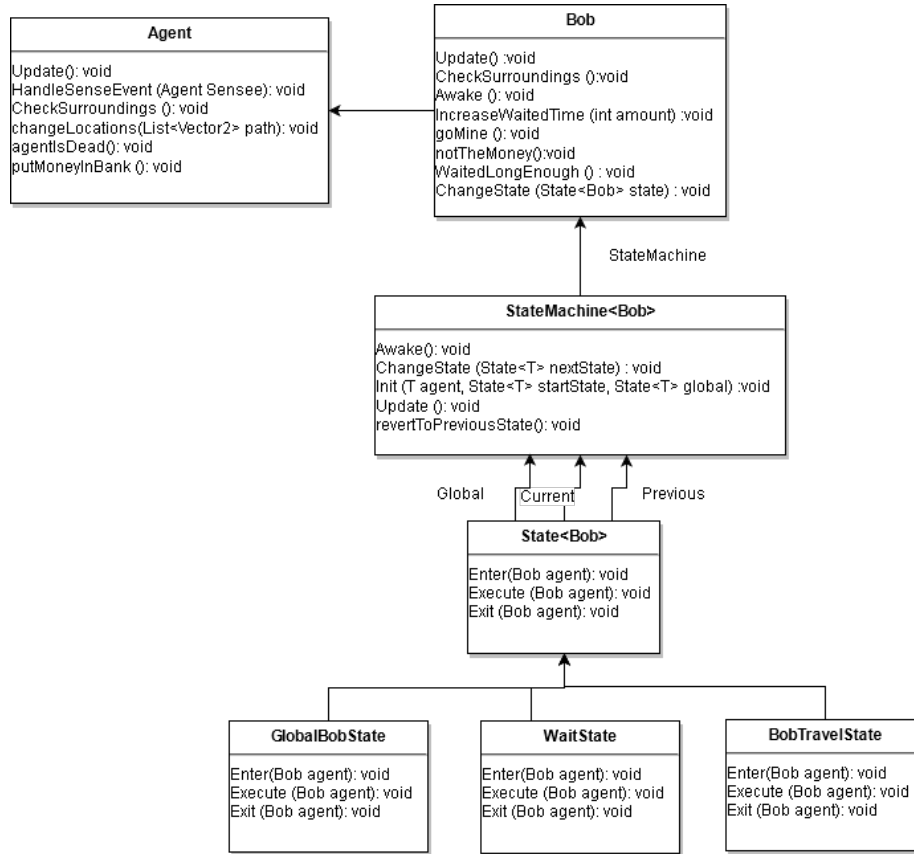 Agent
Update(): void
HandleSenseEvent (Agent Sensee): void
CheckSurroundings (): void
changeLocations(List<Vector2> path): void
agentIsDead(): void
putMoneyInBank (): void
Bob
Update() :void
CheckSurroundings ():void
Awake (): void
IncreaseWaitedTime (int amount) :void
goMine (): void
notTheMoney():void
WaitedLongEnough () : void
ChangeState (State<Bob> state) : void
StateMachine
StateMachine<Bob>
Awake(): void
ChangeState (State<T> nextState) : void
Init (T agent, State<T> startState, State<T> global) :void
Update (): void
revertToPreviousState(): void
Global
Current
Previous
State<Bob>
Enter(Bob agent): void
Execute (Bob agent): void
Exit (Bob agent): void
GlobalBobState
Enter(Bob agent): void
Execute (Bob agent): void
Exit (Bob agent): void
WaitState
Enter(Bob agent): void
Execute (Bob agent): void
Exit (Bob agent): void
BobTravelState
Enter(Bob agent): void
Execute (Bob agent): void
Exit (Bob agent): void